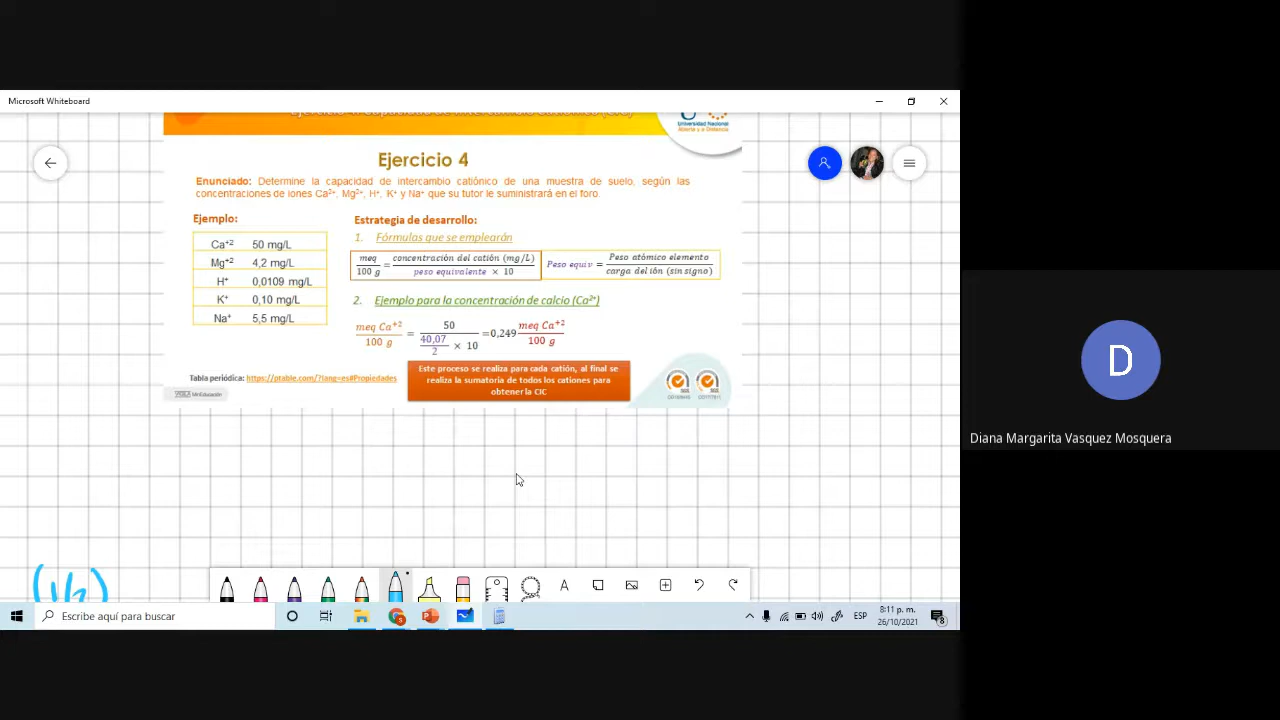 Microsoft Whiteboard
Universidad Nacional
Abierta y a Distancia
Ejercicio 4
Enunciado: Determine la capacidad de intercambio catiónico de una muestra de suelo, según las
concentraciones de iones Ca²⁺, Mg²⁺, H⁺, K⁺ y Na⁺ que su tutor le suministrará en el foro.
Ejemplo:
Ca⁺² 50 mg/L
Mg⁺² 4,2 mg/L
H⁺ 0,0109 mg/L
K⁺ 0,10 mg/L
Na⁺ 5,5 mg/L
Estrategia de desarrollo:
1. Fórmulas que se emplearán
meq/100 g = concentración del catión (mg/L)/peso equivalente × 10
Peso equiv = Peso atómico elemento/carga del ión (sin signo)
2. Ejemplo para la concentración de calcio (Ca²⁺)
meq Ca⁺²/100 g = 50/(40,07/2 × 10) =0,249 meq Ca⁺²/100 g
Este proceso se realiza para cada catión, al final se
realiza la sumatoria de todos los cationes para
obtener la CIC
Tabla periódica: https://ptable.com/?lang=es#Propiedades
MinEducación
D
Diana Margarita Vasquez Mosquera
A
Escribe aquí para buscar
ESP
8:11 p. m.
26/10/2021
8